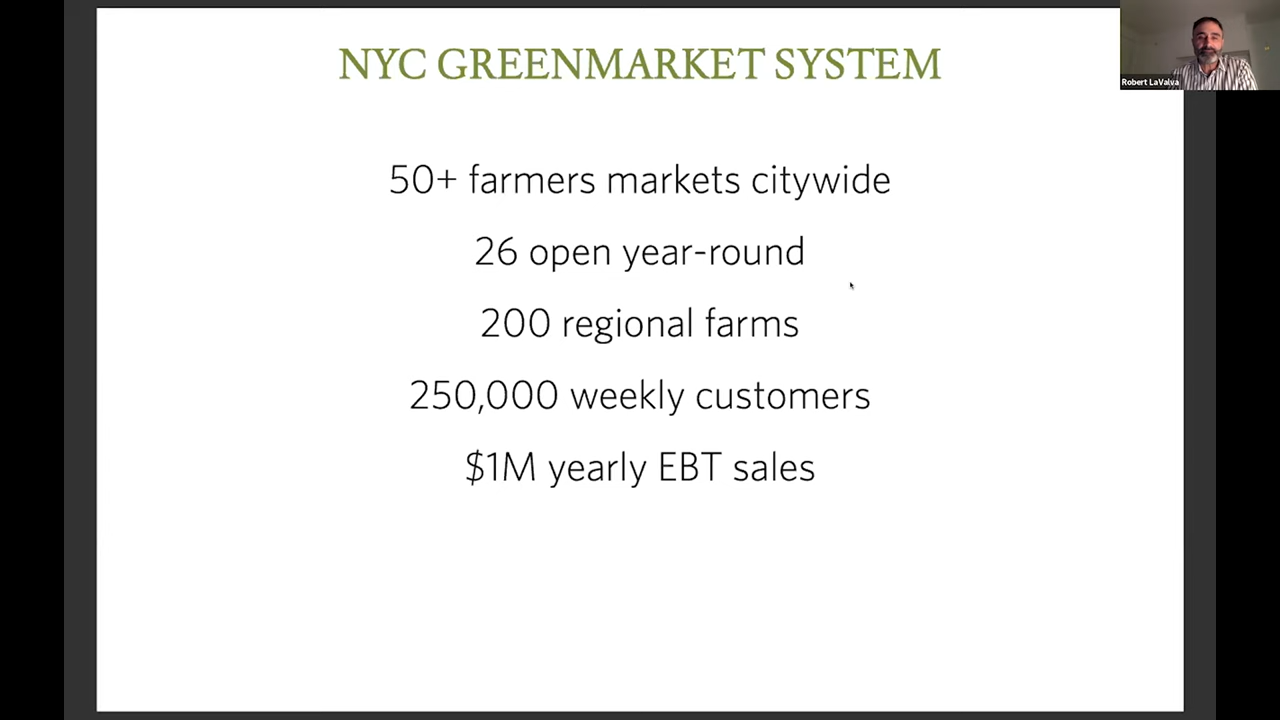 NYC GREENMARKET SYSTEM
Robert LaValva
50+ farmers markets citywide
26 open year-round
200 regional farms
250,000 weekly customers
$1M yearly EBT sales